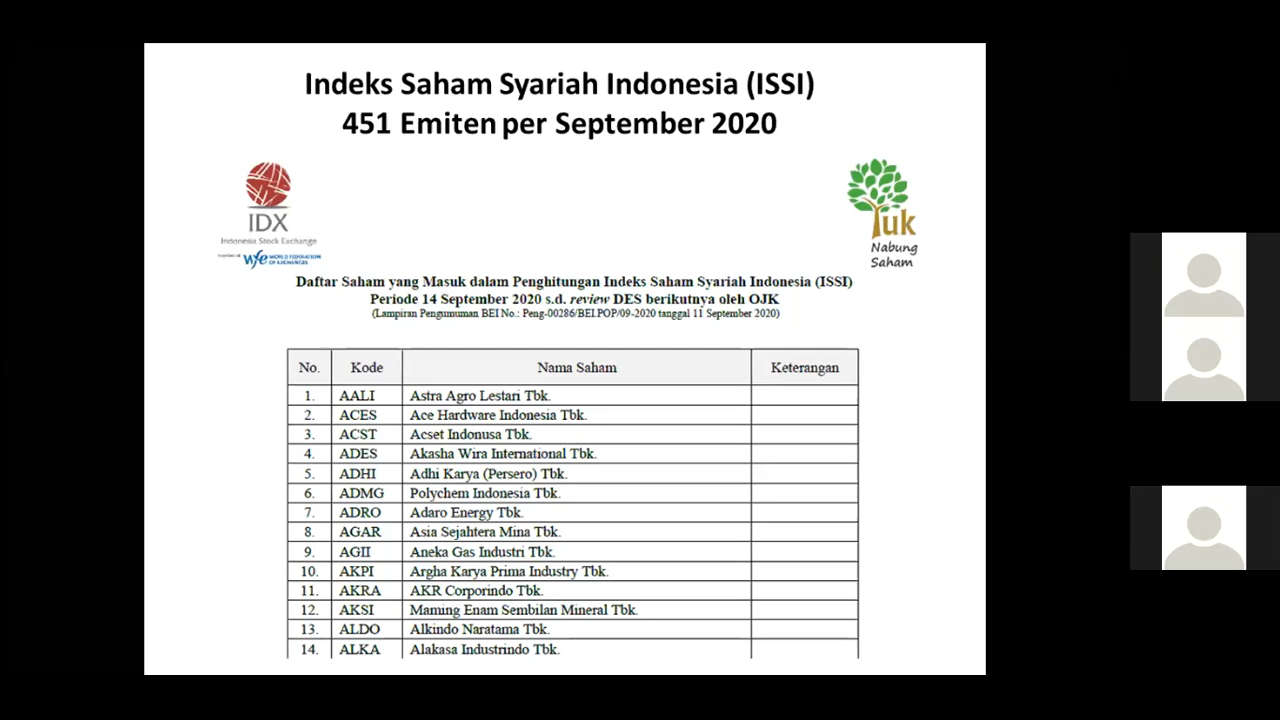 Indeks Saham Syariah Indonesia (ISSI)
451 Emiten per September 2020
IDX
Indonesia Stock Exchange
member of wfe WORLD FEDERATION
OF EXCHANGES
Yuk
Nabung
Saham
Daftar Saham yang Masuk dalam Penghitungan Indeks Saham Syariah Indonesia (ISSI)
Periode 14 September 2020 s.d. review DES berikutnya oleh OJK
(Lampiran Pengumuman BEI No.: Peng-00286/BEI.POP/09-2020 tanggal 11 September 2020)
No. Kode Nama Saham Keterangan
1. AALI Astra Agro Lestari Tbk.
2. ACES Ace Hardware Indonesia Tbk.
3. ACST Acset Indonusa Tbk.
4. ADES Akasha Wira International Tbk.
5. ADHI Adhi Karya (Persero) Tbk.
6. ADMG Polychem Indonesia Tbk.
7. ADRO Adaro Energy Tbk.
8. AGAR Asia Sejahtera Mina Tbk.
9. AGII Aneka Gas Industri Tbk.
10. AKPI Argha Karya Prima Industry Tbk.
11. AKRA AKR Corporindo Tbk.
12. AKSI Maming Enam Sembilan Mineral Tbk.
13. ALDO Alkindo Naratama Tbk.
14. ALKA Alakasa Industrindo Tbk.